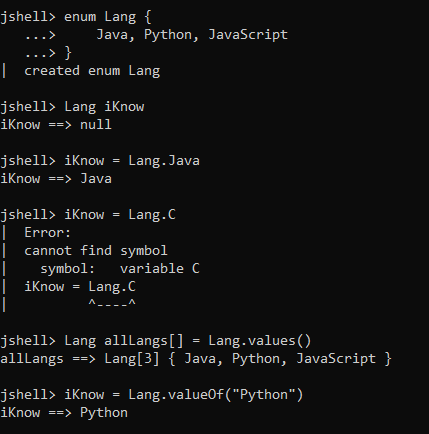 jshell> enum Lang {
   ...>     Java, Python, JavaScript
   ...> }
|  created enum Lang

jshell> Lang iKnow
iKnow ==> null

jshell> iKnow = Lang.Java
iKnow ==> Java

jshell> iKnow = Lang.C
|  Error:
|  cannot find symbol
|    symbol:   variable C
|  iKnow = Lang.C
|          ^----^

jshell> Lang allLangs[] = Lang.values()
allLangs ==> Lang[3] { Java, Python, JavaScript }

jshell> iKnow = Lang.valueOf("Python")
iKnow ==> Python